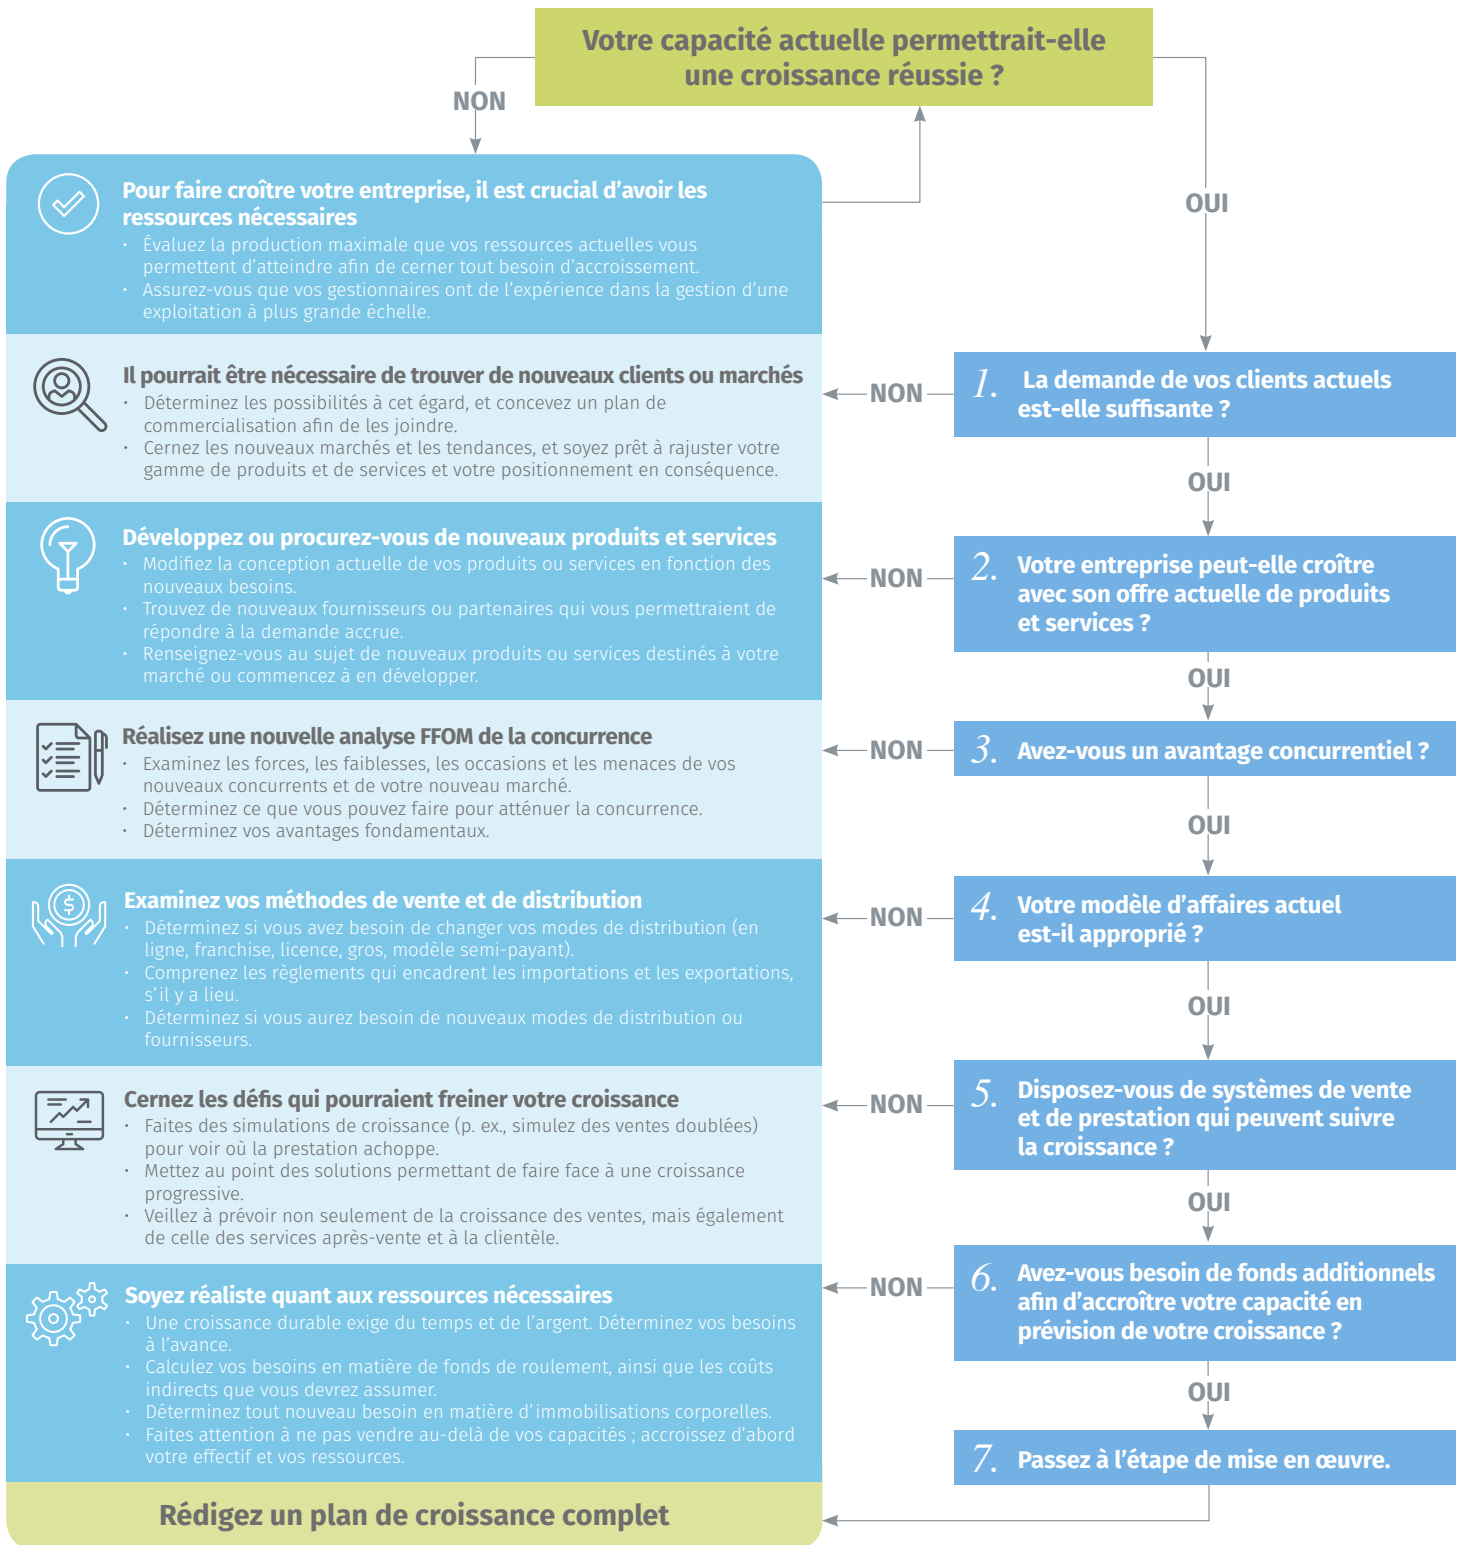 Votre capacité actuelle permettrait-elle
une croissance réussie ?
NON
OUI
Pour faire croître votre entreprise, il est crucial d'avoir les
ressources nécessaires
· Évaluez la production maximale que vos ressources actuelles vous
permettent d'atteindre afin de cerner tout besoin d'accroissement.
· Assurez-vous que vos gestionnaires ont de l'expérience dans la gestion d'une
exploitation à plus grande échelle.
Il pourrait être nécessaire de trouver de nouveaux clients ou marchés
· Déterminez les possibilités à cet égard, et concevez un plan de
commercialisation afin de les joindre.
· Cernez les nouveaux marchés et les tendances, et soyez prêt à rajuster votre
gamme de produits et de services et votre positionnement en conséquence.
NON
1. La demande de vos clients actuels
est-elle suffisante ?
OUI
Développez ou procurez-vous de nouveaux produits et services
· Modifiez la conception actuelle de vos produits ou services en fonction des
nouveaux besoins.
· Trouvez de nouveaux fournisseurs ou partenaires qui vous permettraient de
répondre à la demande accrue.
· Renseignez-vous au sujet de nouveaux produits ou services destinés à votre
marché ou commencez à en développer.
NON
2. Votre entreprise peut-elle croître
avec son offre actuelle de produits
et services ?
OUI
Réalisez une nouvelle analyse FFOM de la concurrence
· Examinez les forces, les faiblesses, les occasions et les menaces de vos
nouveaux concurrents et de votre nouveau marché.
· Déterminez ce que vous pouvez faire pour atténuer la concurrence.
· Déterminez vos avantages fondamentaux.
NON
3. Avez-vous un avantage concurrentiel ?
OUI
Examinez vos méthodes de vente et de distribution
· Déterminez si vous avez besoin de changer vos modes de distribution (en
ligne, franchise, licence, gros, modèle semi-payant).
· Comprenez les règlements qui encadrent les importations et les exportations,
s'il y a lieu.
· Déterminez si vous aurez besoin de nouveaux modes de distribution ou
fournisseurs.
NON
4. Votre modèle d'affaires actuel
est-il approprié ?
OUI
Cernez les défis qui pourraient freiner votre croissance
· Faites des simulations de croissance (p. ex., simulez des ventes doublées)
pour voir où la prestation achoppe.
· Mettez au point des solutions permettant de faire face à une croissance
progressive.
· Veillez à prévoir non seulement de la croissance des ventes, mais également
de celle des services après-vente et à la clientèle.
NON
5. Disposez-vous de systèmes de vente
et de prestation qui peuvent suivre
la croissance ?
OUI
Soyez réaliste quant aux ressources nécessaires
· Une croissance durable exige du temps et de l'argent. Déterminez vos besoins
à l'avance.
· Calculez vos besoins en matière de fonds de roulement, ainsi que les coûts
indirects que vous devrez assumer.
· Déterminez tout nouveau besoin en matière d'immobilisations corporelles.
· Faites attention à ne pas vendre au-delà de vos capacités ; accroissez d'abord
votre effectif et vos ressources.
NON
6. Avez-vous besoin de fonds additionnels
afin d'accroître votre capacité en
prévision de votre croissance ?
OUI
7. Passez à l'étape de mise en œuvre.
Rédigez un plan de croissance complet